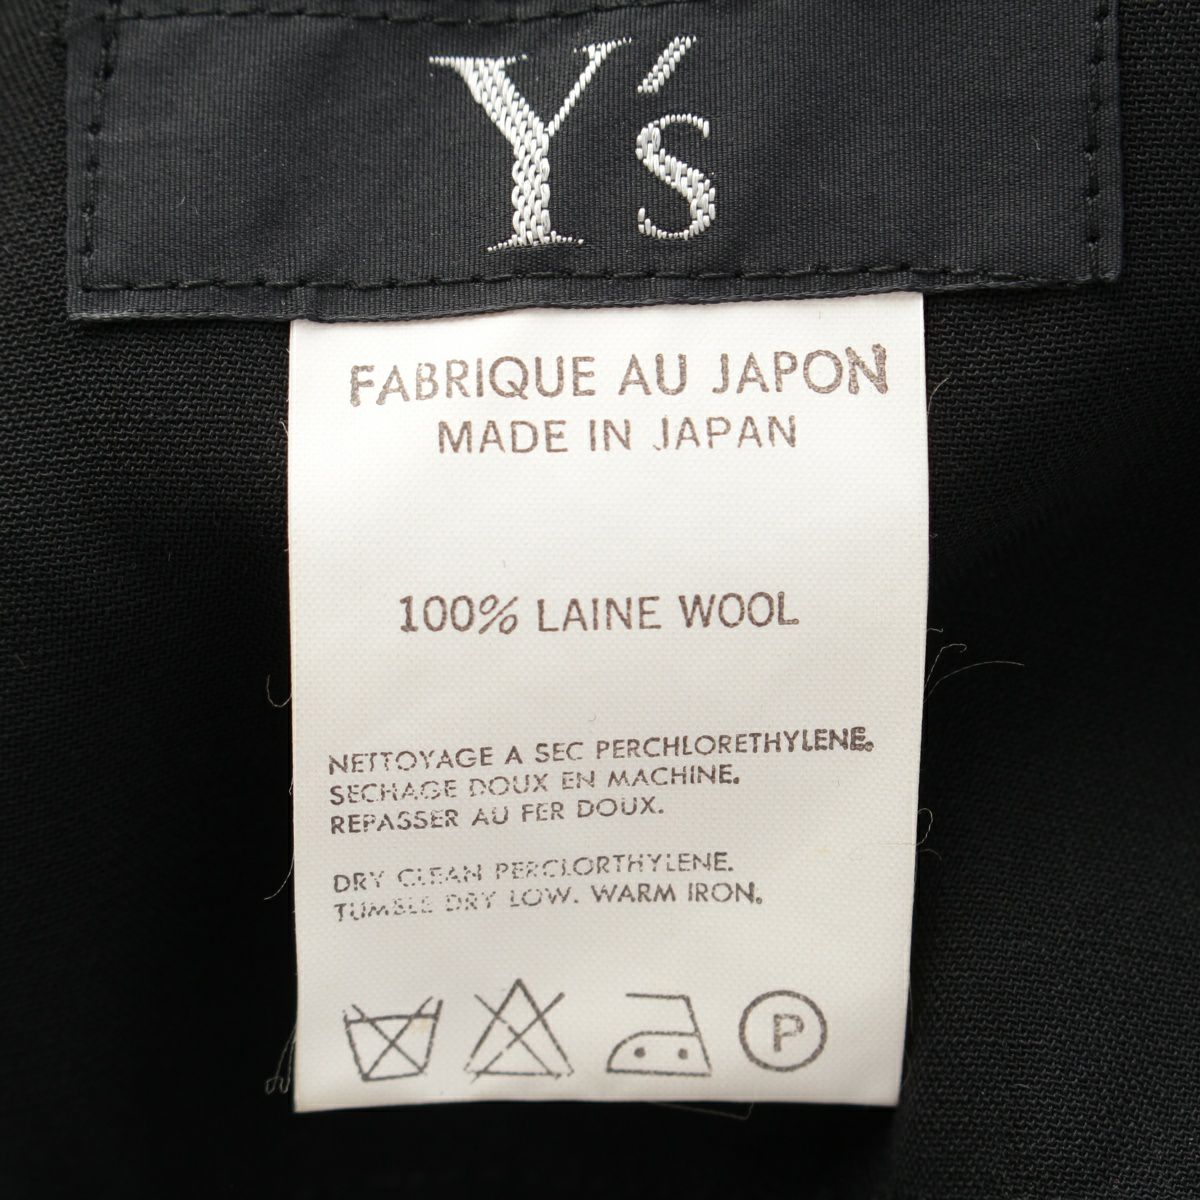 Y's
FABRIQUE AU JAPON
MADE IN JAPAN
100% LAINE WOOL
NETTOYAGE A SEC PERCHLORETHYLENE.
SECHAGE DOUX EN MACHINE.
REPASSER AU FER DOUX.
DRY CLEAN PERCLORTHYLENE.
TUMBLE DRY LOW. WARM IRON.
P